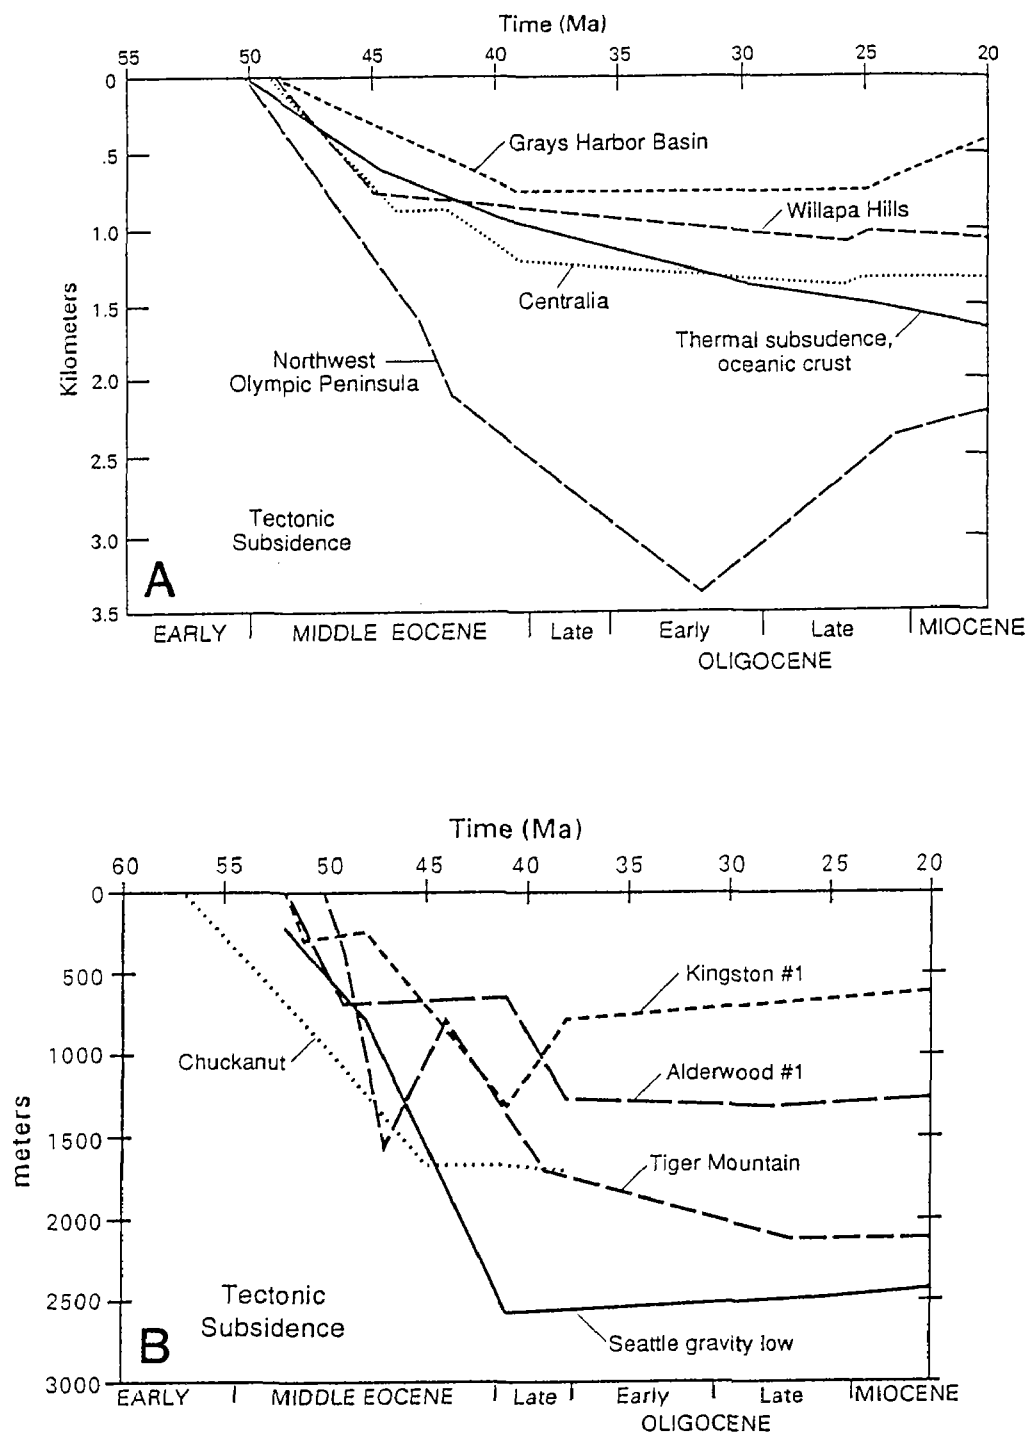 Time (Ma)
55 50 45 40 35 30 25 20
0
.5
1.0
1.5
2.0
2.5
3.0
3.5
Kilometers
Grays Harbor Basin
Willapa Hills
Centralia
Thermal subsudence,
oceanic crust
Northwest
Olympic Peninsula
Tectonic
Subsidence
A
EARLY MIDDLE EOCENE Late Early Late MIOCENE
OLIGOCENE
Time (Ma)
60 55 50 45 40 35 30 25 20
0
500
1000
1500
2000
2500
3000
meters
Kingston #1
Chuckanut
Alderwood #1
Tiger Mountain
Tectonic
Subsidence
Seattle gravity low
B
EARLY MIDDLE EOCENE Late Early Late MIOCENE
OLIGOCENE